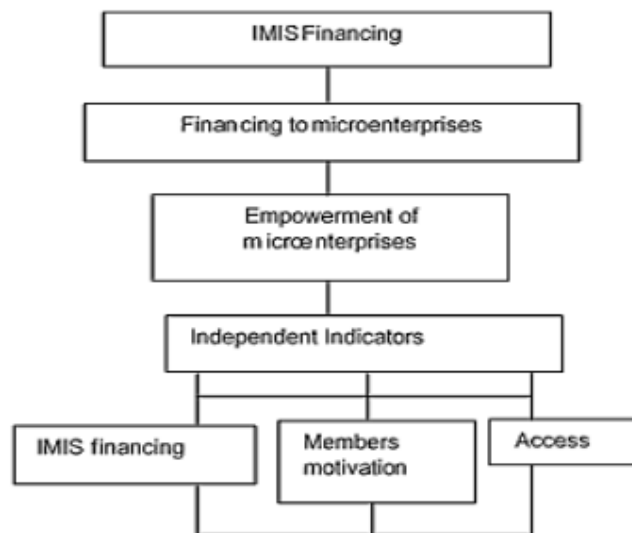 IMIS Financing
Financing to microenterprises
Empowerment of
microenterprises
Independent Indicators
IMIS financing
Members
motivation
Access